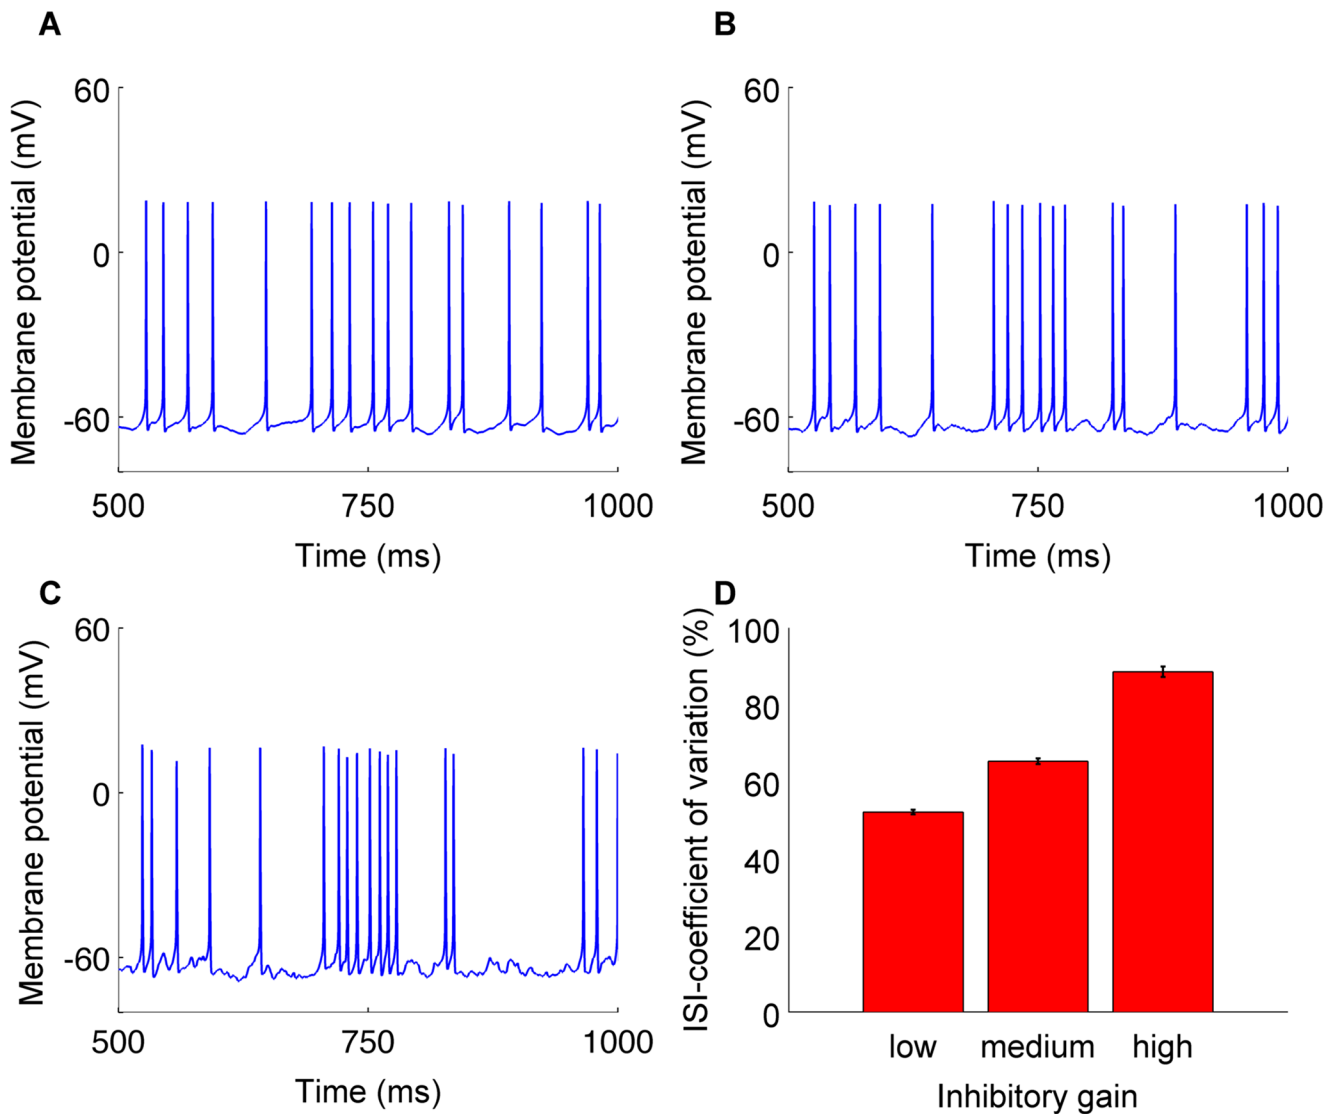 A
Membrane potential (mV)
60
0
-60
500 750 1000
Time (ms)
B
Membrane potential (mV)
60
0
-60
500 750 1000
Time (ms)
C
Membrane potential (mV)
60
0
-60
500 750 1000
Time (ms)
D
ISI-coefficient of variation (%)
100
80
60
40
20
0
low medium high
Inhibitory gain